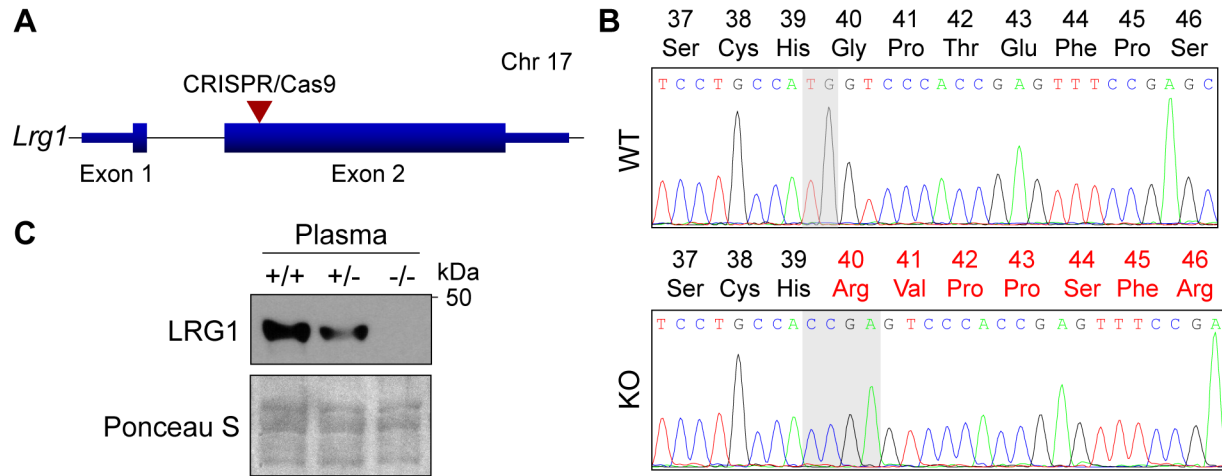 A
Chr 17
CRISPR/Cas9
Lrg1
Exon 1
Exon 2
B
37 38 39 40 41 42 43 44 45 46
Ser Cys His Gly Pro Thr Glu Phe Pro Ser
T C C T G C C A T G G T C C C A C C G A G T T T C C G A G C
WT
37 38 39 40 41 42 43 44 45 46
Ser Cys His Arg Val Pro Pro Ser Phe Arg
T C C T G C C A C C G A G T C C C A C C G A G T T T C C G A
KO
C
Plasma
+/+ +/- -/-
kDa
50
LRG1
Ponceau S